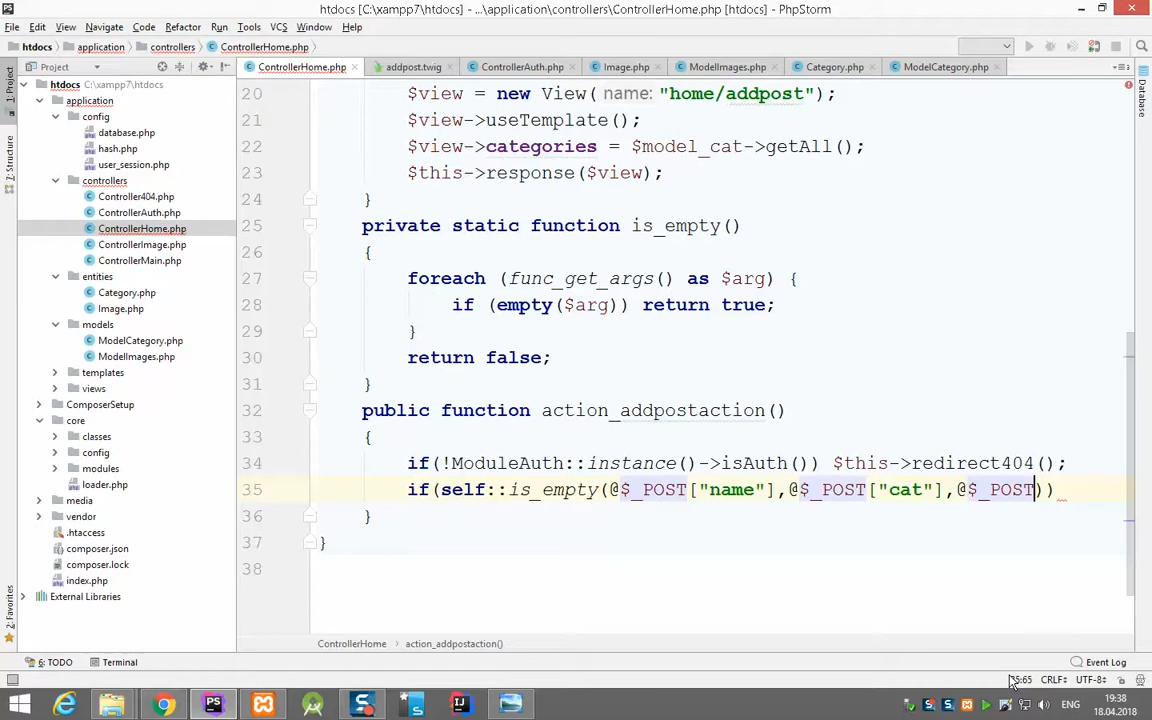 htdocs [C:\xampp7\htdocs] - ...\application\controllers\ControllerHome.php [htdocs] - PhpStorm
File Edit View Navigate Code Refactor Run Tools VCS Window Help
htdocs application controllers ControllerHome.php
Project ControllerHome.php addpost.twig ControllerAuth.php Image.php ModelImages.php Category.php ModelCategory.php
1: Project
7: Structure
2: Favorites
Database
htdocs C:\xampp7\htdocs
application
config
database.php
hash.php
user_session.php
controllers
Controller404.php
ControllerAuth.php
ControllerHome.php
ControllerImage.php
ControllerMain.php
entities
Category.php
Image.php
models
ModelCategory.php
ModelImages.php
templates
views
ComposerSetup
core
classes
config
modules
loader.php
media
vendor
.htaccess
composer.json
composer.lock
index.php
External Libraries
20 $view = new View( name: "home/addpost");
21 $view->useTemplate();
22 $view->categories = $model_cat->getAll();
23 $this->response($view);
24 }
25 private static function is_empty()
26 {
27 foreach (func_get_args() as $arg) {
28 if (empty($arg)) return true;
29 }
30 return false;
31 }
32 public function action_addpostaction()
33 {
34 if(!ModuleAuth::instance()->isAuth()) $this->redirect404();
35 if(self::is_empty(@$_POST["name"],@$_POST["cat"],@$_POST))
36 }
37 }
38
ControllerHome action_addpostaction()
6: TODO Terminal Event Log
35:65 CRLF UTF-8
ENG 19:38
18.04.2018